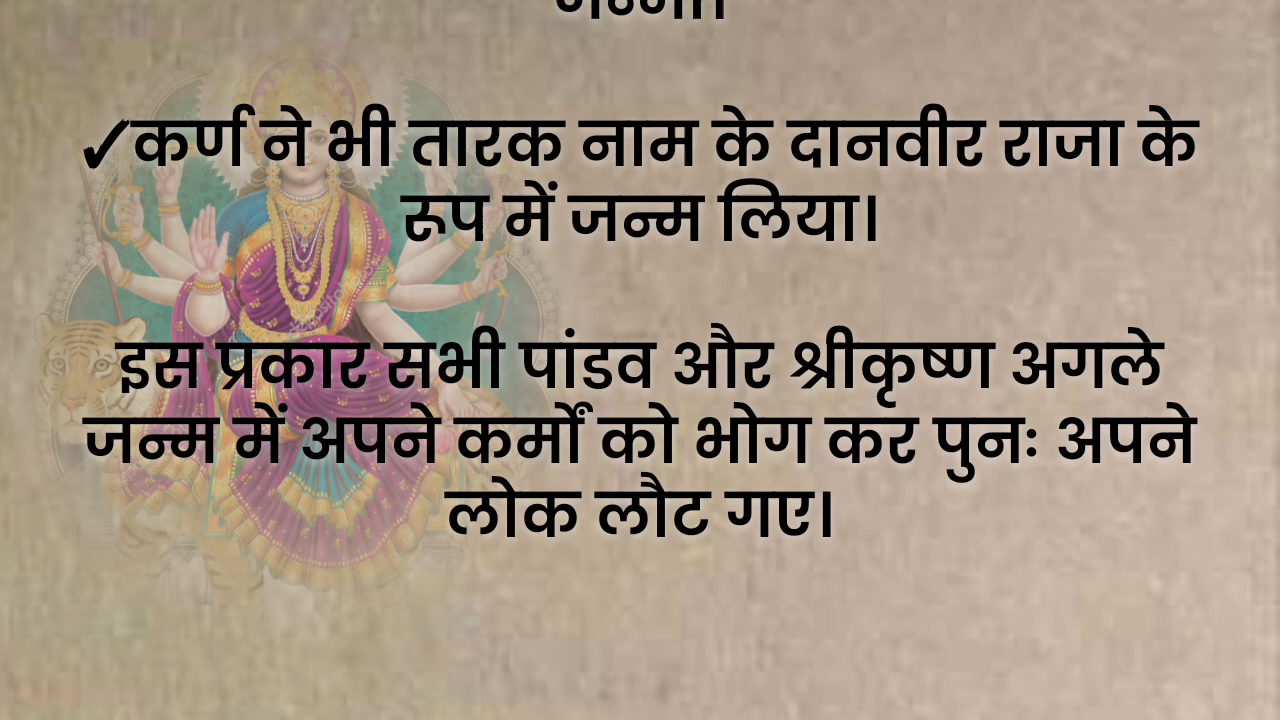 ✓कर्ण ने भी तारक नाम के दानवीर राजा के
रूप में जन्म लिया।
इस प्रकार सभी पांडव और श्रीकृष्ण अगले
जन्म में अपने कर्मों को भोग कर पुनः अपने
लोक लौट गए।